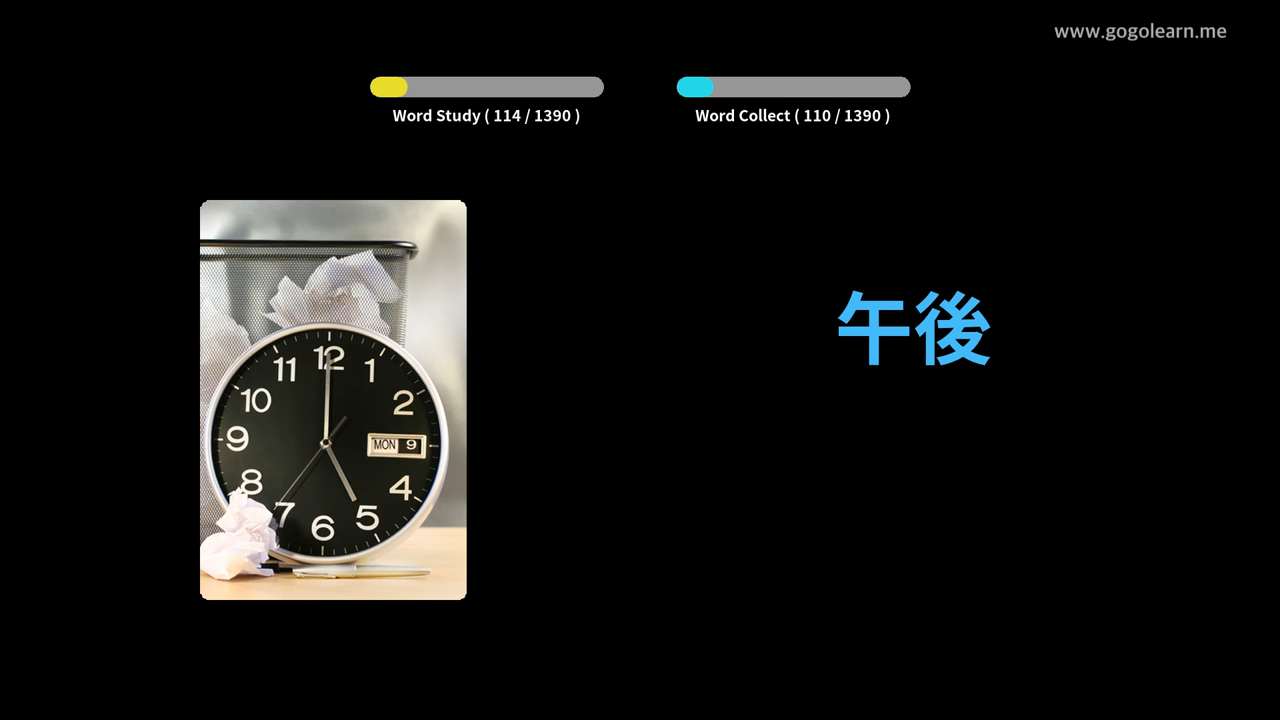 www.gogolearn.me
Word Study ( 114 / 1390 )
Word Collect ( 110 / 1390 )
午後
12
11
1
10
2
9
MON 9
8
4
7
5
6